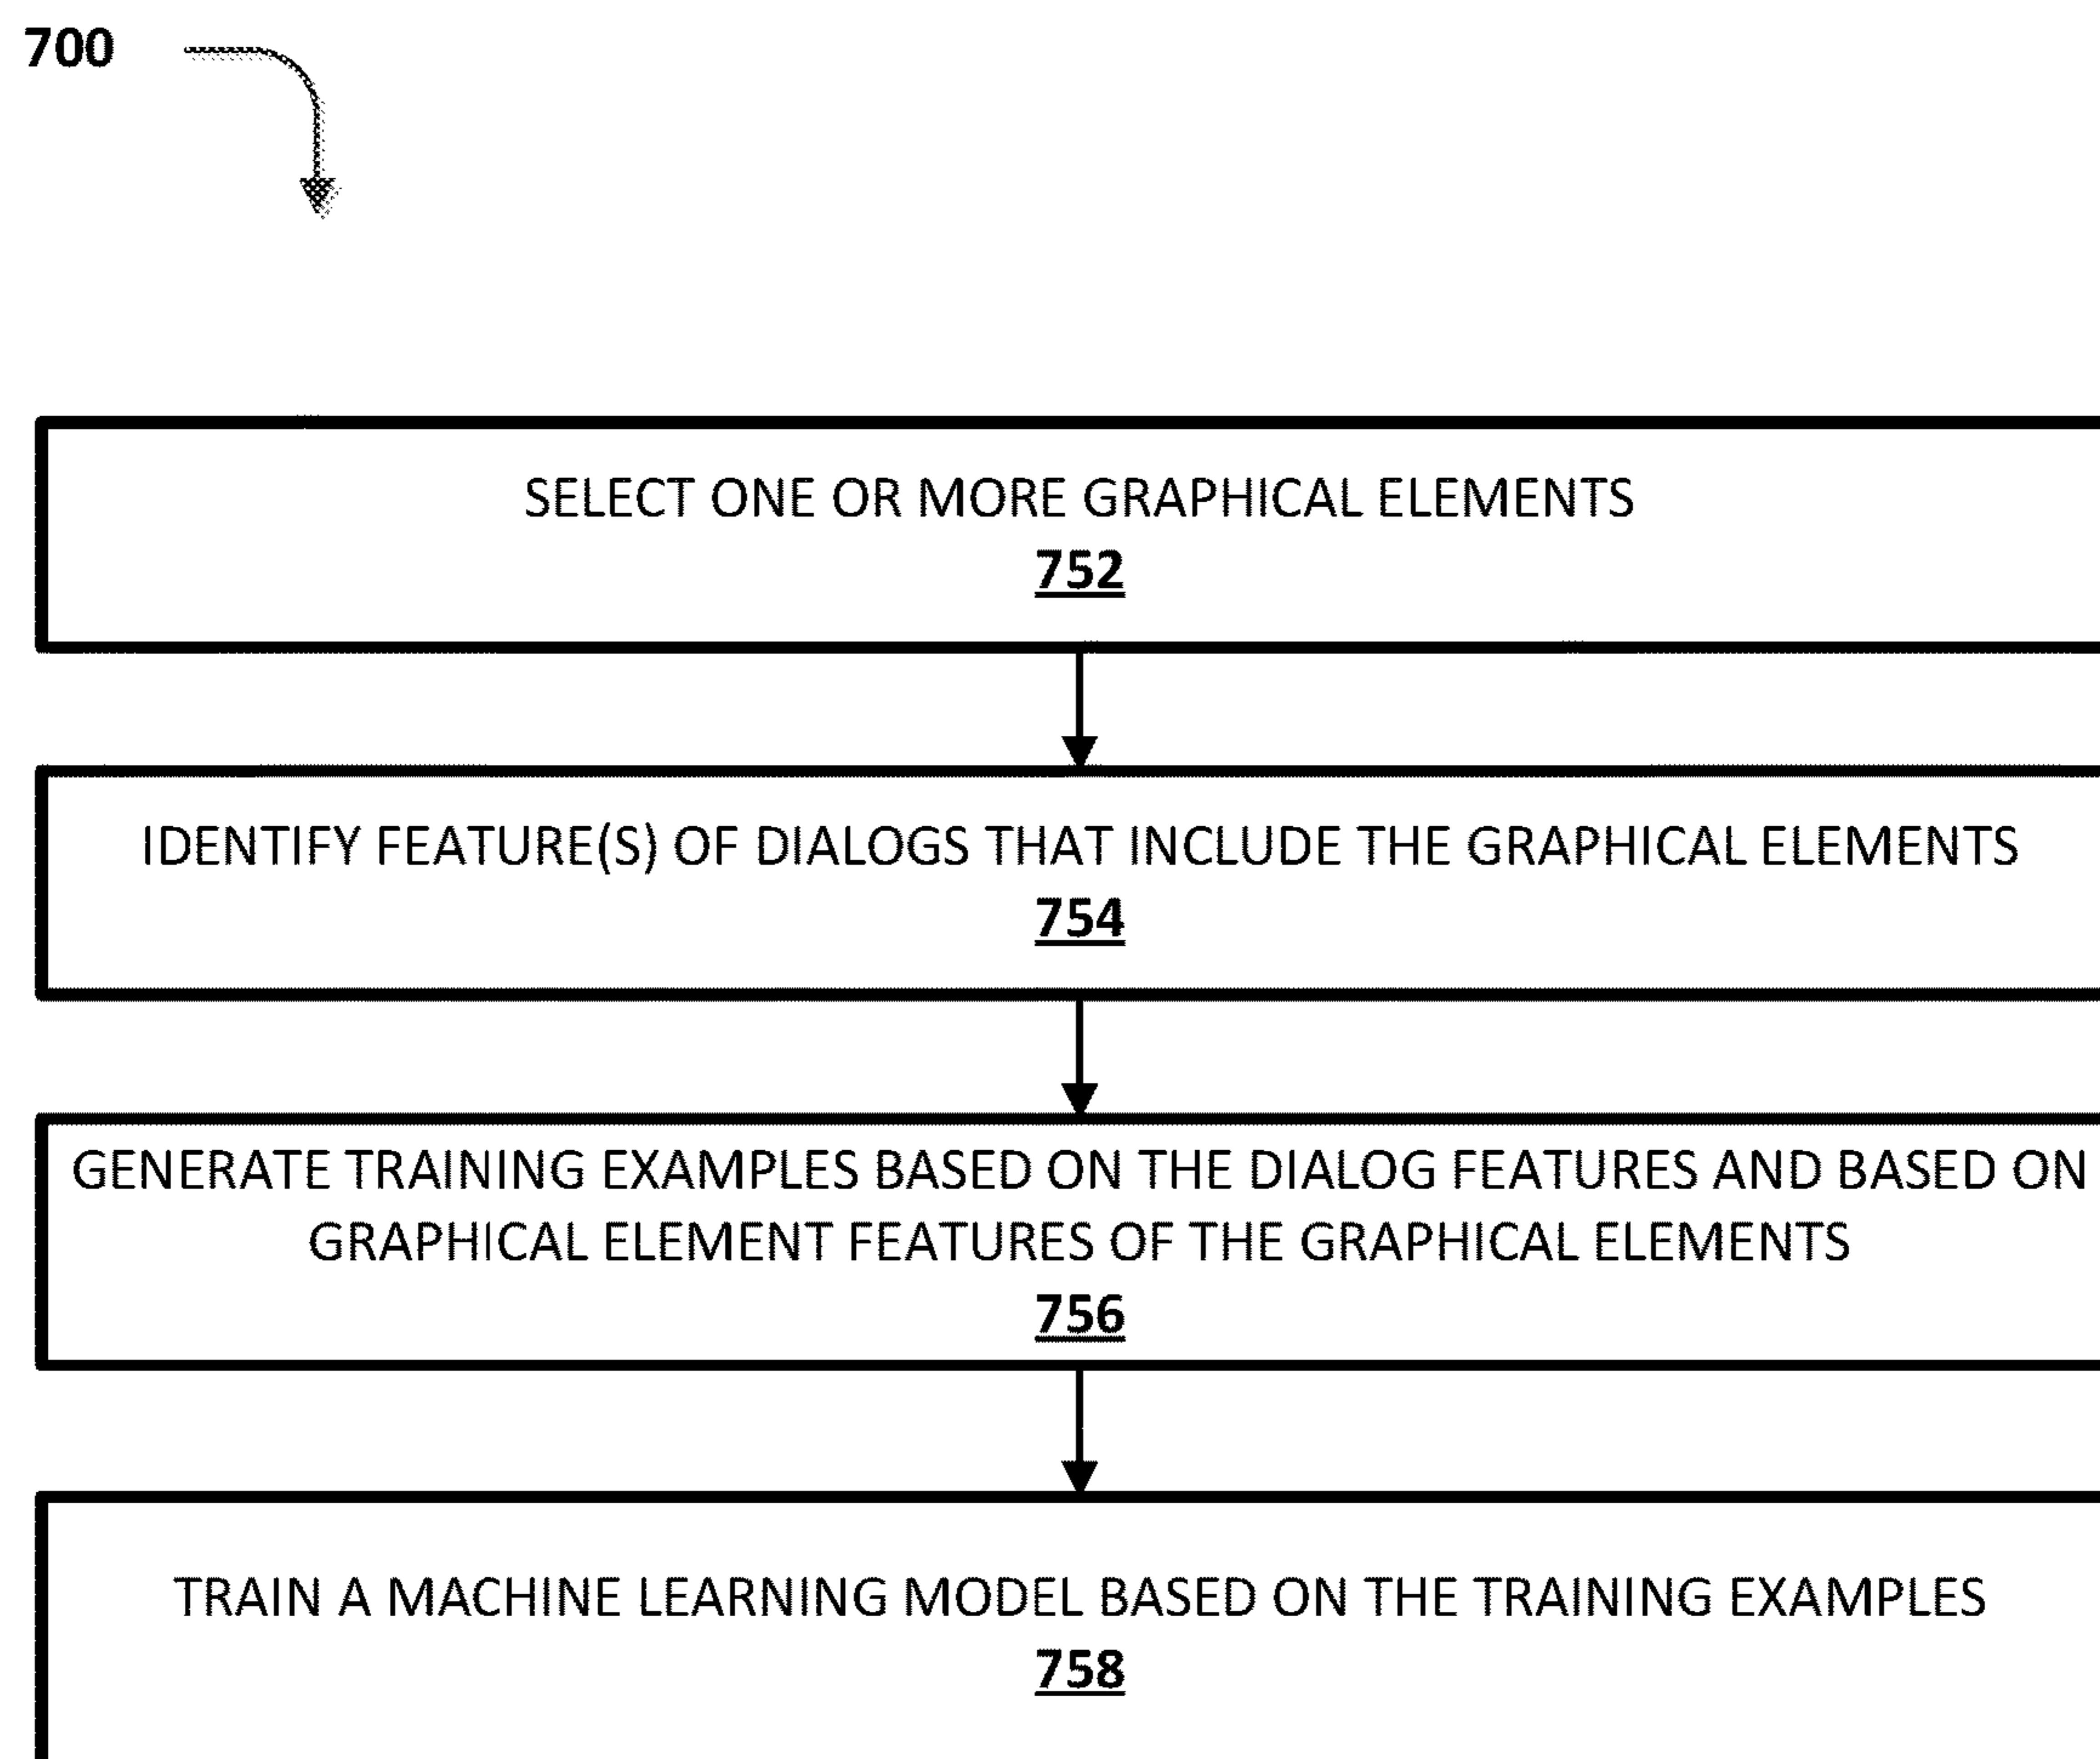 700
SELECT ONE OR MORE GRAPHICAL ELEMENTS
752
IDENTIFY FEATURE(S) OF DIALOGS THAT INCLUDE THE GRAPHICAL ELEMENTS
754
GENERATE TRAINING EXAMPLES BASED ON THE DIALOG FEATURES AND BASED ON
GRAPHICAL ELEMENT FEATURES OF THE GRAPHICAL ELEMENTS
756
TRAIN A MACHINE LEARNING MODEL BASED ON THE TRAINING EXAMPLES
758